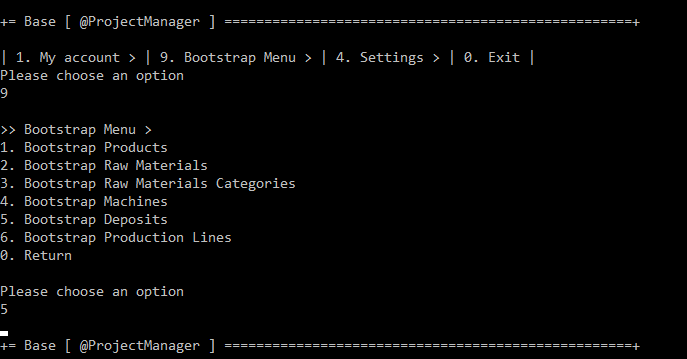 += Base [ @ProjectManager ] ===================================================+
| 1. My account > | 9. Bootstrap Menu > | 4. Settings > | 0. Exit |
Please choose an option
9
>> Bootstrap Menu >
1. Bootstrap Products
2. Bootstrap Raw Materials
3. Bootstrap Raw Materials Categories
4. Bootstrap Machines
5. Bootstrap Deposits
6. Bootstrap Production Lines
0. Return
Please choose an option
5
+= Base [ @ProjectManager ] ===================================================+